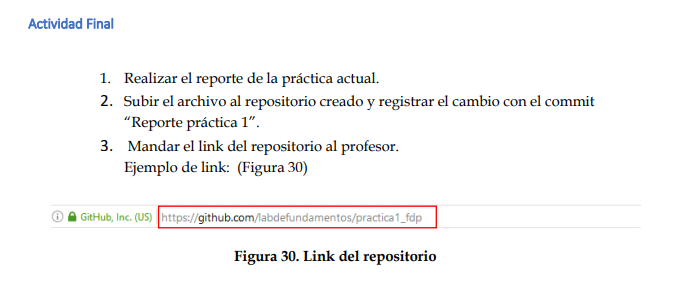 Actividad Final
1. Realizar el reporte de la práctica actual.
2. Subir el archivo al repositorio creado y registrar el cambio con el commit
“Reporte práctica 1”.
3. Mandar el link del repositorio al profesor.
Ejemplo de link: (Figura 30)
GitHub, Inc. (US) https://github.com/labdefundamentos/practica1_fdp
Figura 30. Link del repositorio